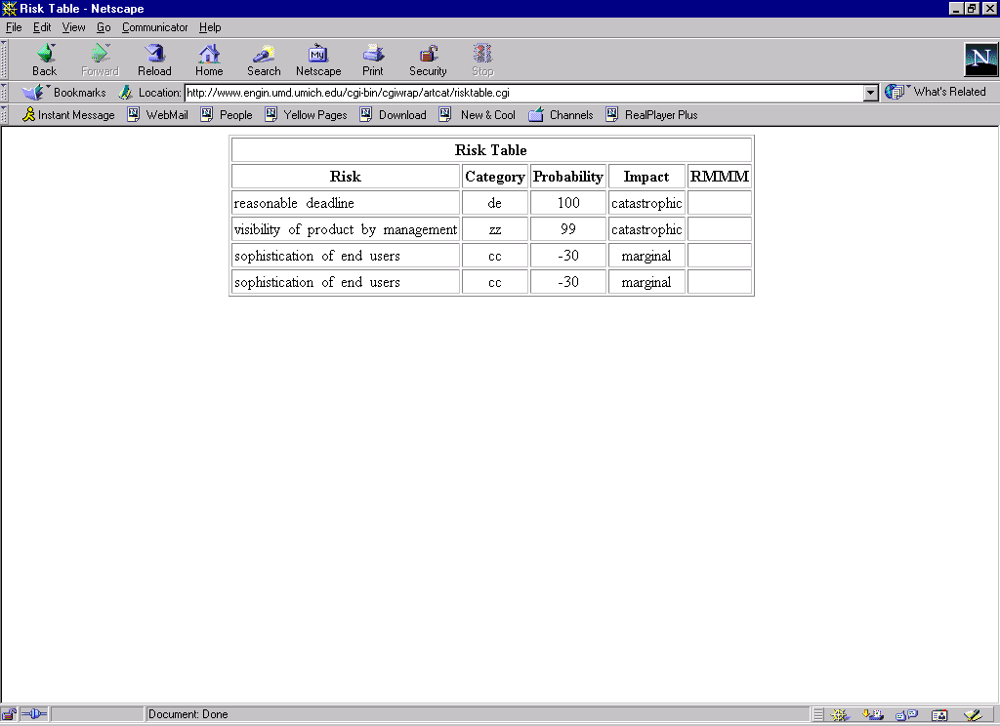 Risk Table - Netscape
File Edit View Go Communicator Help
Back Forward Reload Home Search Netscape Print Security Stop
My
N
Bookmarks Location: http://www.engin.umd.umich.edu/cgi-bin/cgiwrap/artcat/risktable.cgi What's Related
Instant Message WebMail People Yellow Pages Download New & Cool Channels RealPlayer Plus
Risk Table
Risk Category Probability Impact RMMM
reasonable deadline de 100 catastrophic
visibility of product by management zz 99 catastrophic
sophistication of end users cc -30 marginal
sophistication of end users cc -30 marginal
Document: Done